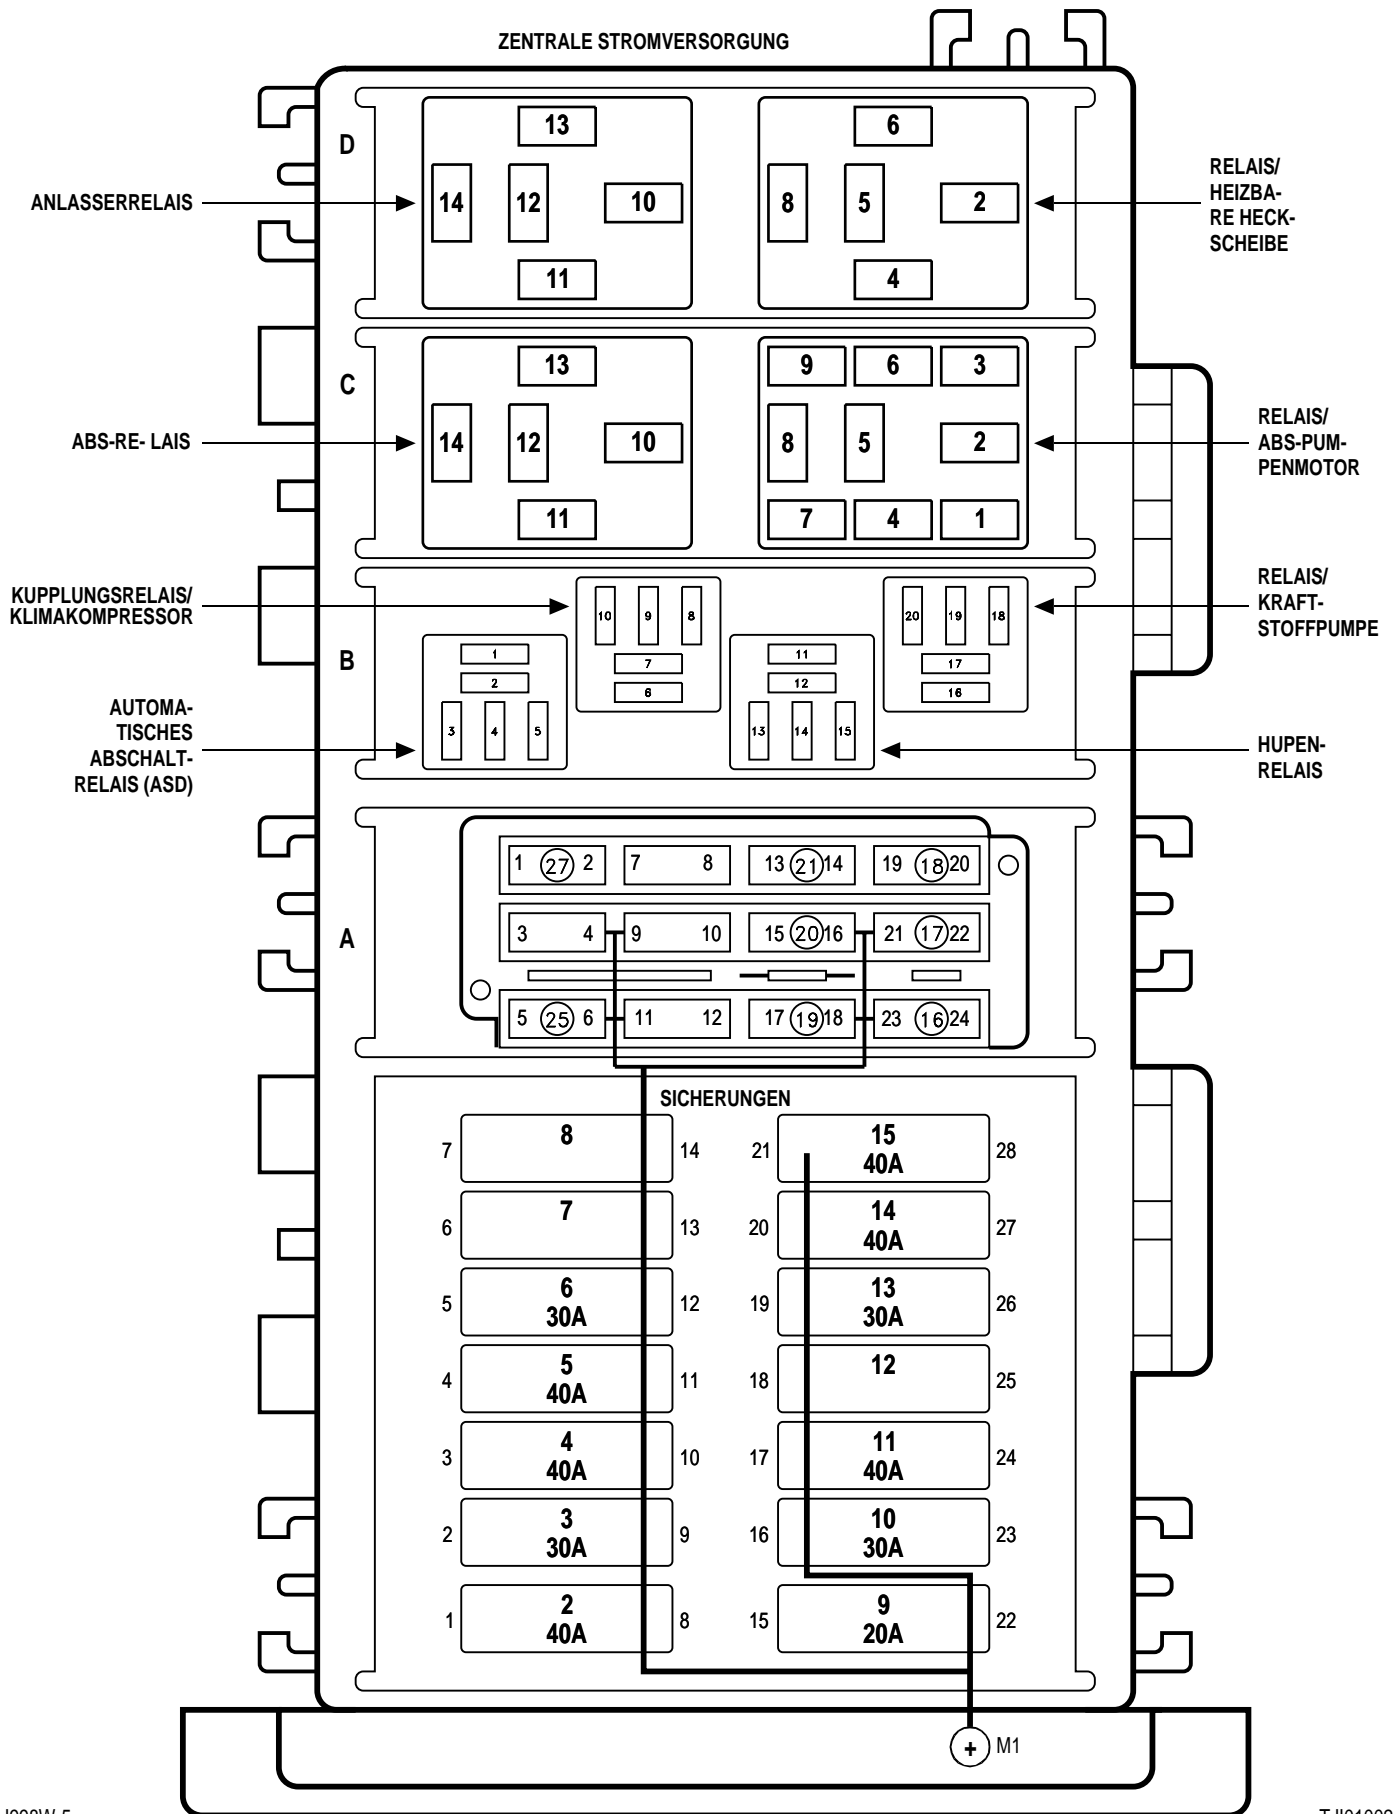 ZENTRALE STROMVERSORGUNG
D
13
14
12
10
11
6
8
5
2
4
ANLASSERRELAIS
RELAIS/
HEIZBA-
RE HECK-
SCHEIBE
C
13
14
12
10
11
9
6
3
8
5
2
7
4
1
ABS-RE- LAIS
RELAIS/
ABS-PUM-
PENMOTOR
KUPPLUNGSRELAIS/
KLIMAKOMPRESSOR
RELAIS/
KRAFT-
STOFFPUMPE
B
10 9 8
7
6
20 19 18
17
16
1
2
3 4 5
11
12
13 14 15
AUTOMA-
TISCHES
ABSCHALT-
RELAIS (ASD)
HUPEN-
RELAIS
A
1 27 2 7 8 13 21 14 19 18 20
3 4 9 10 15 20 16 21 17 22
5 25 6 11 12 17 19 18 23 16 24
SICHERUNGEN
7 8 14 21 15 28
40A
6 7 13 20 14 27
40A
5 6 12 19 13 26
30A 30A
4 5 11 18 12 25
40A
3 4 10 17 11 24
40A 40A
2 3 9 16 10 23
30A 30A
1 2 8 15 9 22
40A 20A
+ M1